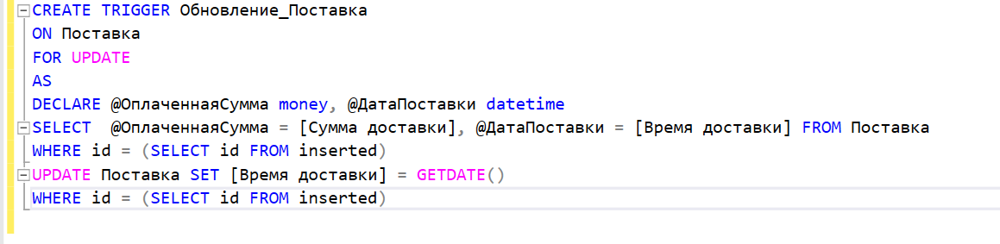 CREATE TRIGGER Обновление_Поставка
ON Поставка
FOR UPDATE
AS
DECLARE @ОплаченнаяСумма money, @ДатаПоставки datetime
SELECT  @ОплаченнаяСумма = [Сумма доставки], @ДатаПоставки = [Время доставки] FROM Поставка
WHERE id = (SELECT id FROM inserted)
UPDATE Поставка SET [Время доставки] = GETDATE()
WHERE id = (SELECT id FROM inserted)